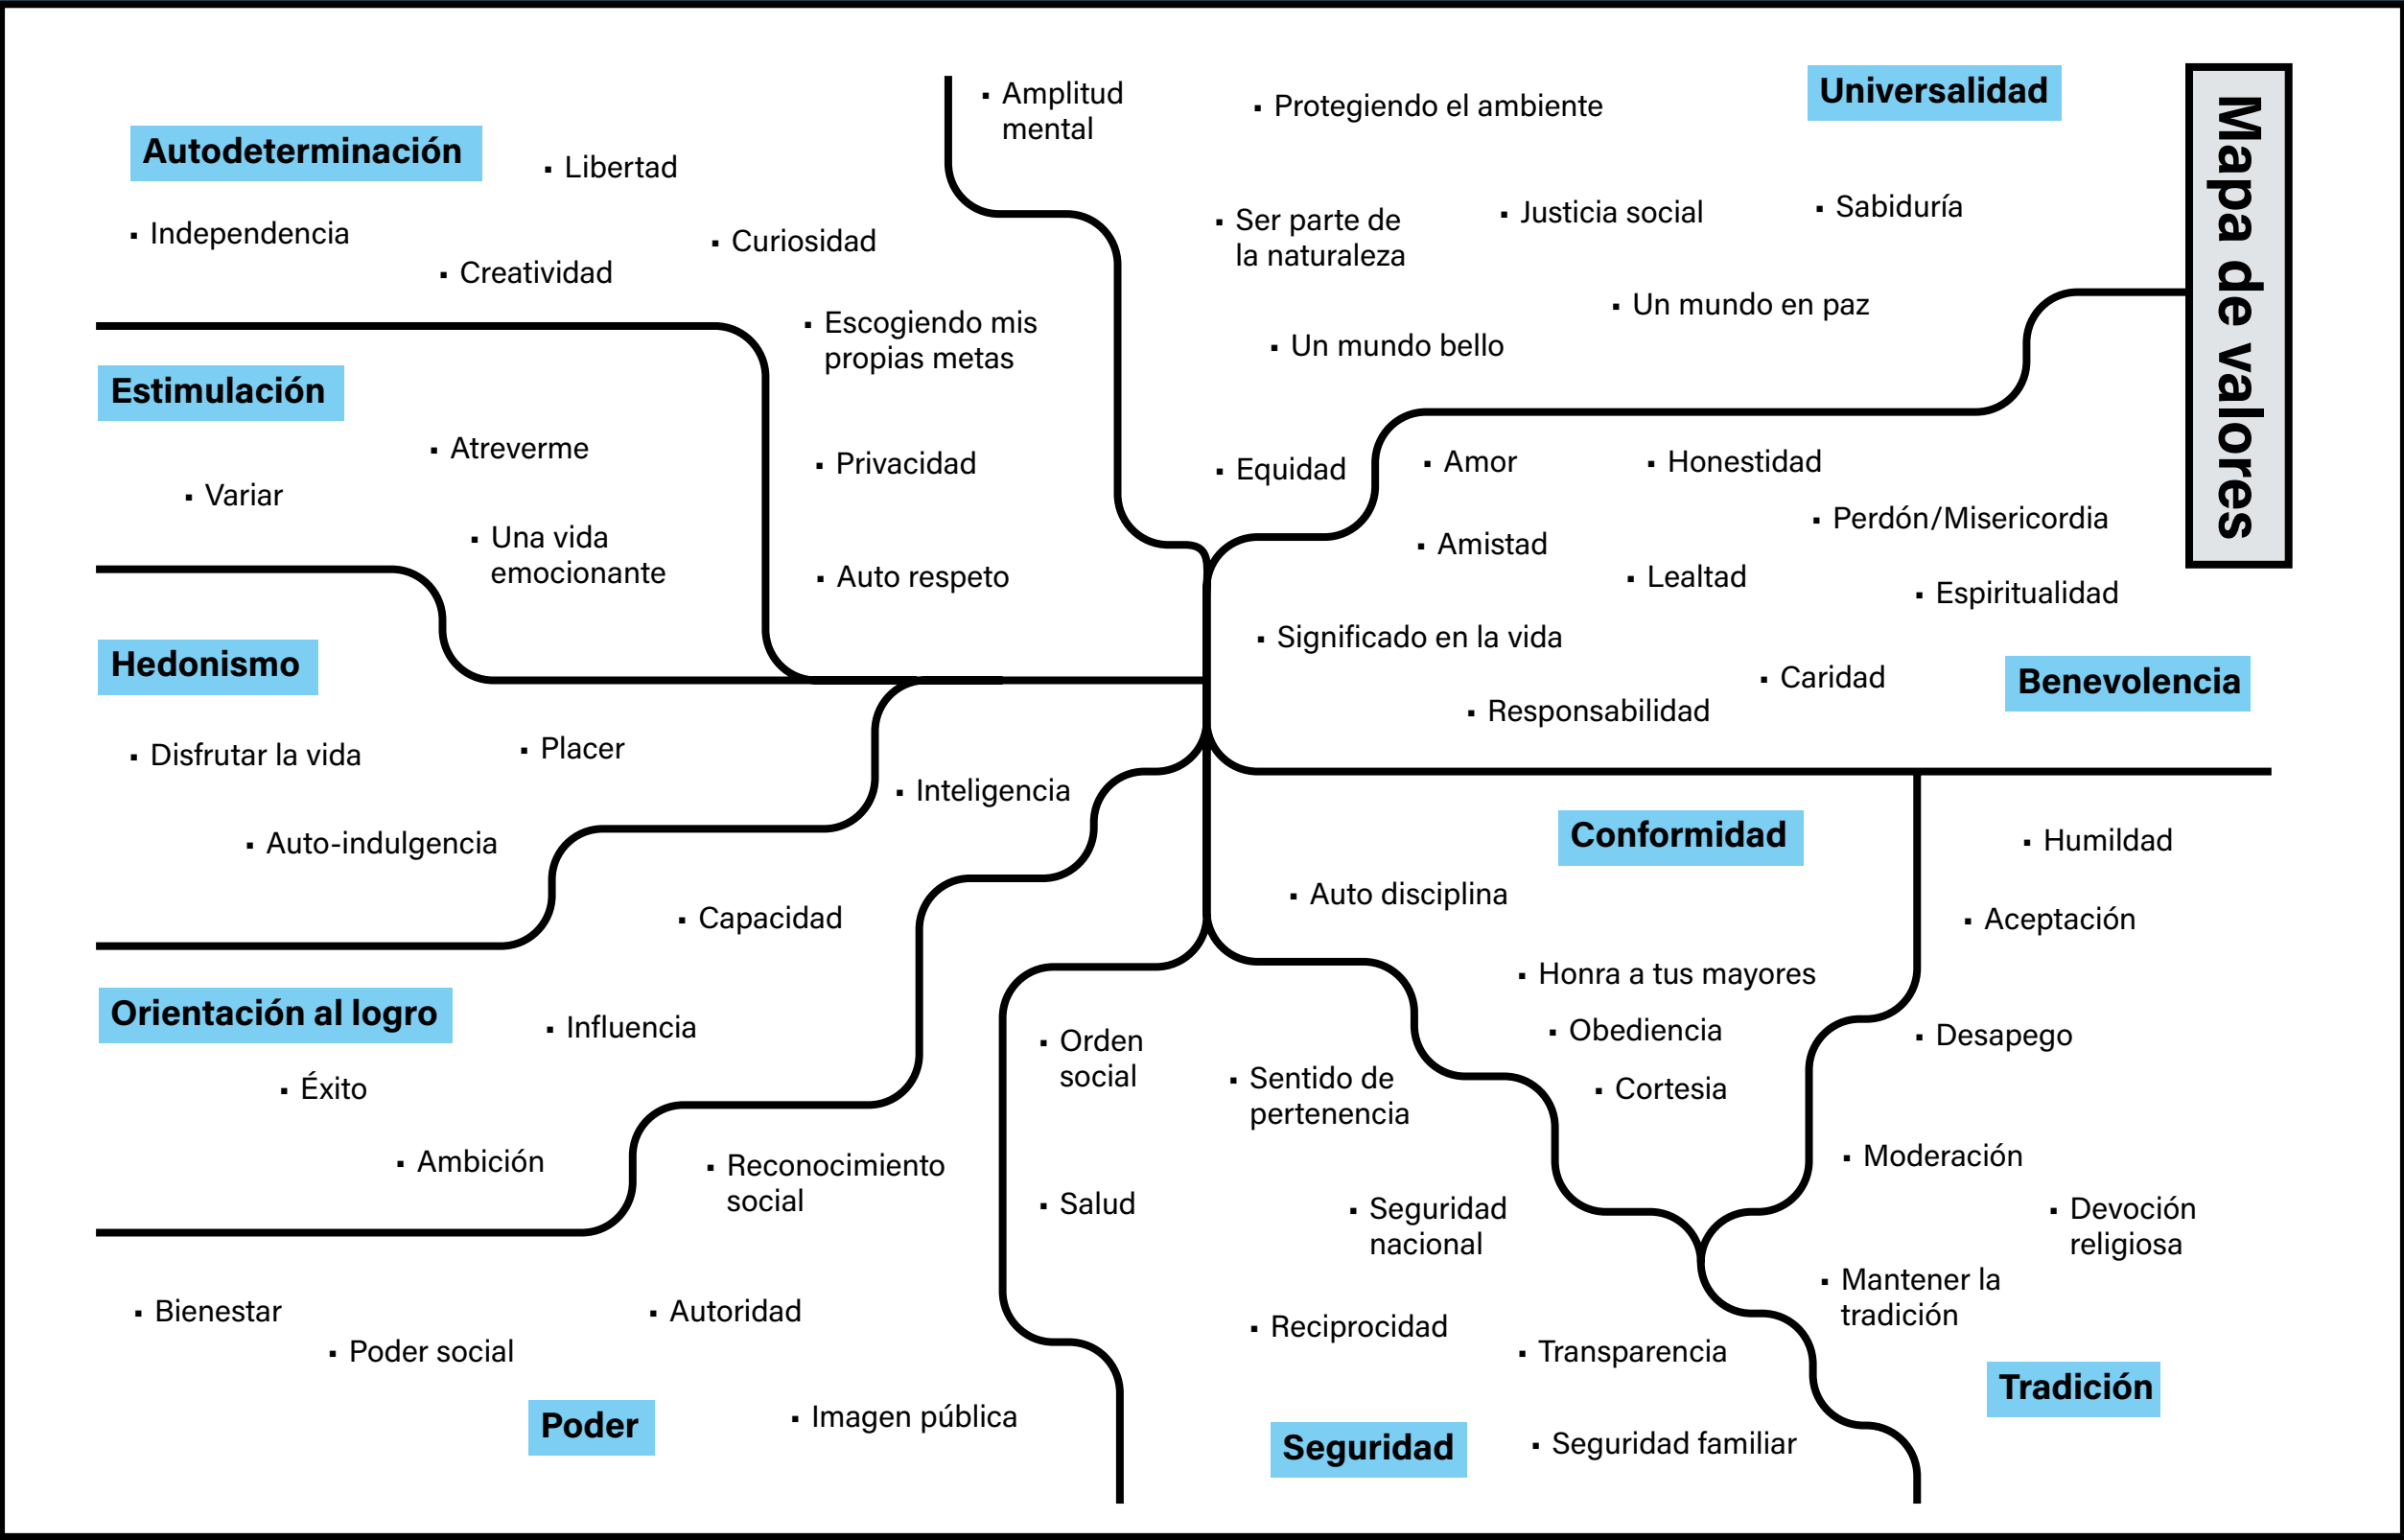 Mapa de valores
Autodeterminación
Libertad
Independencia
Curiosidad
Creatividad
Escogiendo mis
propias metas
Privacidad
Auto respeto
Estimulación
Atreverme
Variar
Una vida
emocionante
Hedonismo
Disfrutar la vida
Placer
Auto-indulgencia
Inteligencia
Capacidad
Orientación al logro
Influencia
Éxito
Ambición
Reconocimiento
social
Bienestar
Autoridad
Poder social
Imagen pública
Poder
Amplitud
mental
Protegiendo el ambiente
Universalidad
Ser parte de
la naturaleza
Justicia social
Sabiduría
Un mundo en paz
Un mundo bello
Equidad
Amor
Honestidad
Perdón/Misericordia
Amistad
Lealtad
Espiritualidad
Significado en la vida
Caridad
Benevolencia
Responsabilidad
Conformidad
Auto disciplina
Honra a tus mayores
Obediencia
Cortesia
Humildad
Aceptación
Desapego
Moderación
Devoción
religiosa
Mantener la
tradición
Tradición
Orden
social
Sentido de
pertenencia
Salud
Seguridad
nacional
Reciprocidad
Transparencia
Seguridad
Seguridad familiar